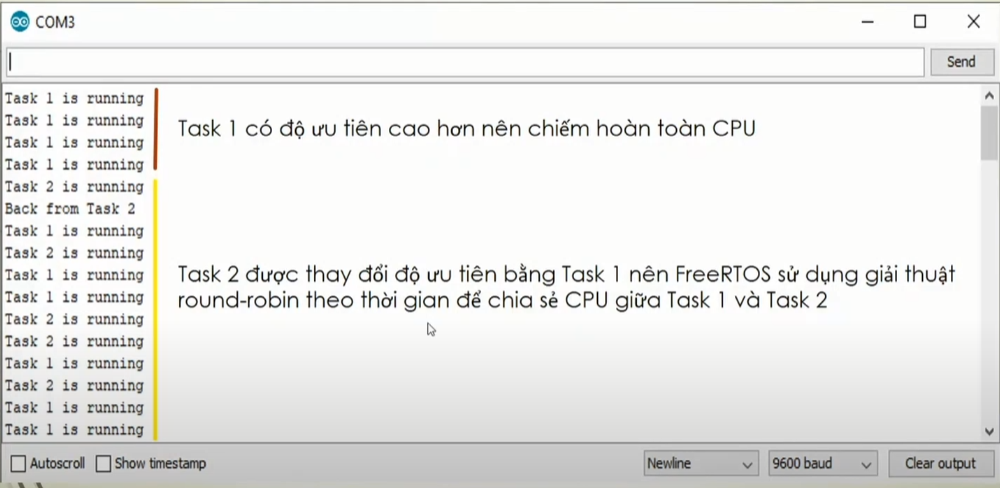 COM3
Send
Task 1 is running
Task 1 is running
Task 1 is running
Task 1 is running
Task 2 is running
Back from Task 2
Task 1 is running
Task 2 is running
Task 1 is running
Task 1 is running
Task 2 is running
Task 2 is running
Task 1 is running
Task 2 is running
Task 1 is running
Task 1 is running
Task 1 có độ ưu tiên cao hơn nên chiếm hoàn toàn CPU
Task 2 được thay đổi độ ưu tiên bằng Task 1 nên FreeRTOS sử dụng giải thuật
round-robin theo thời gian để chia sẻ CPU giữa Task 1 và Task 2
Autoscroll
Show timestamp
Newline
9600 baud
Clear output